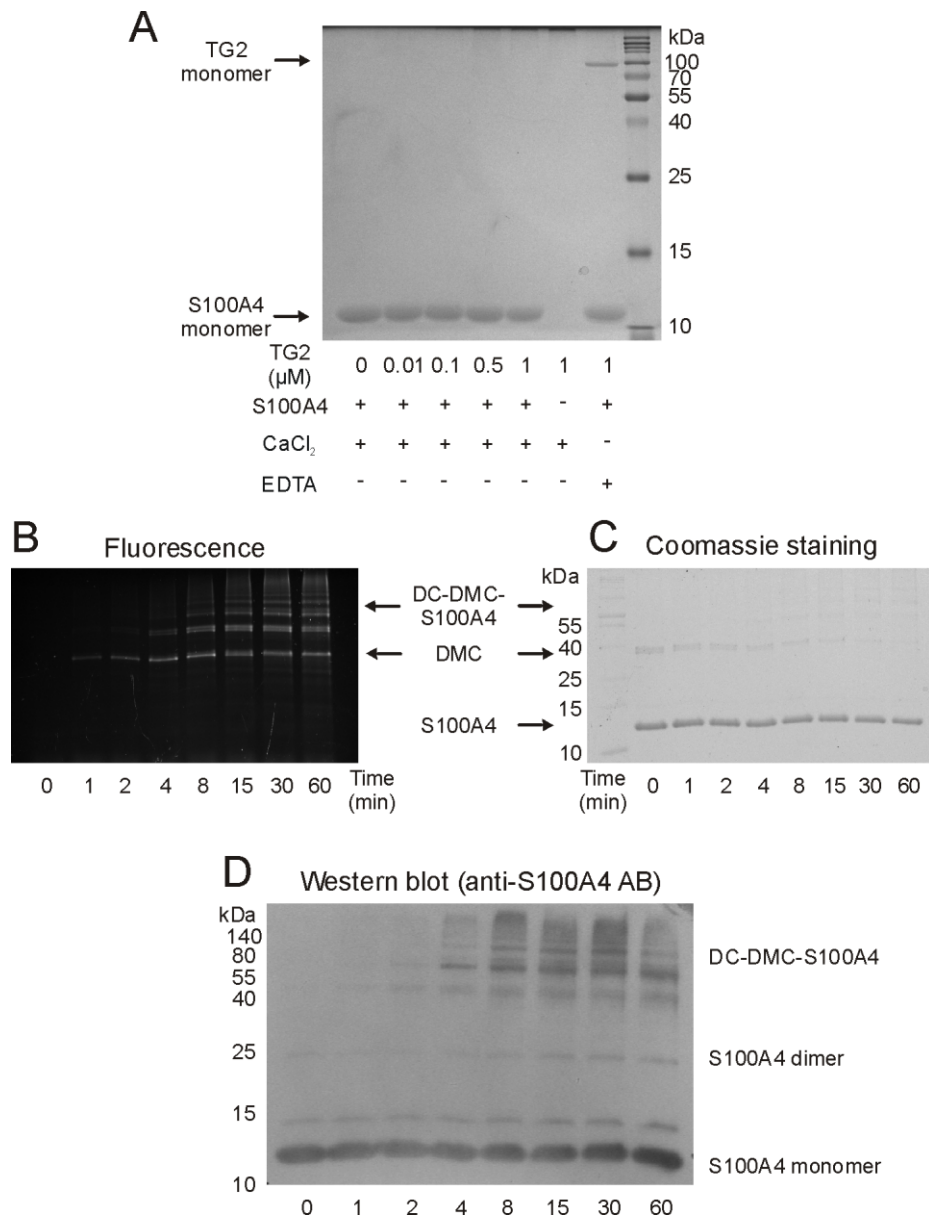 A
TG2
monomer
kDa
100
70
55
40
25
15
10
S100A4
monomer
TG2
(µM)
0 0.01 0.1 0.5 1 1 1
S100A4 + + + + + - +
CaCl₂ + + + + + + -
EDTA - - - - - - +
B
Fluorescence
C
Coomassie staining
DC-DMC-
S100A4
DMC
S100A4
kDa
55
40
25
15
10
0 1 2 4 8 15 30 60 Time
(min)
Time
(min)
0 1 2 4 8 15 30 60
D
Western blot (anti-S100A4 AB)
kDa
140
80
55
40
25
15
10
DC-DMC-S100A4
S100A4 dimer
S100A4 monomer
0 1 2 4 8 15 30 60